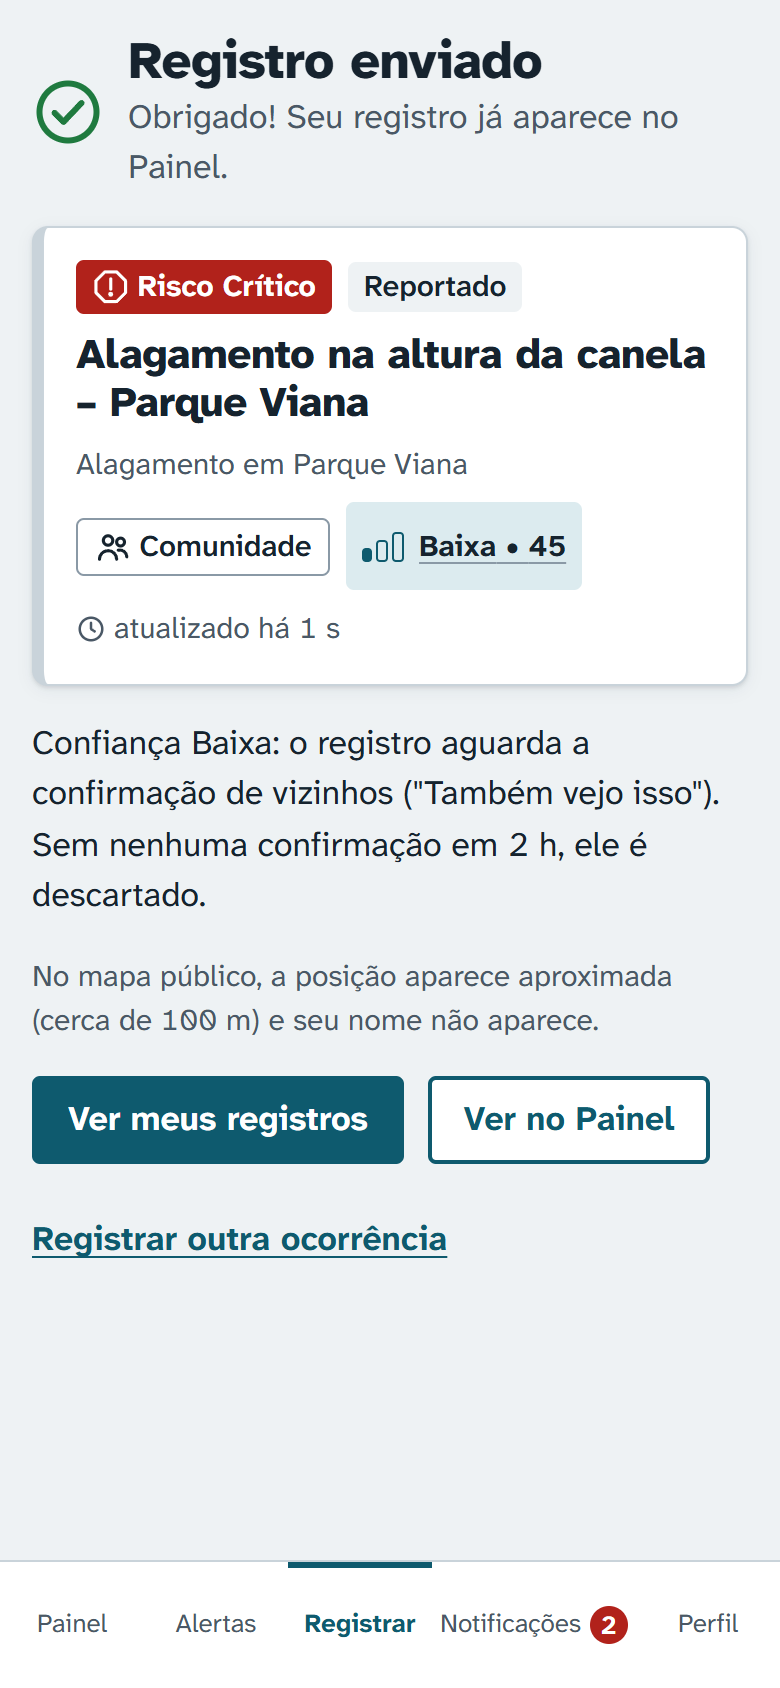 Registro enviado
Obrigado! Seu registro já aparece no
Painel.
Risco Crítico
Reportado
Alagamento na altura da canela
– Parque Viana
Alagamento em Parque Viana
Comunidade
Baixa • 45
atualizado há 1 s
Confiança Baixa: o registro aguarda a
confirmação de vizinhos ("Também vejo isso").
Sem nenhuma confirmação em 2 h, ele é
descartado.
No mapa público, a posição aparece aproximada
(cerca de 100 m) e seu nome não aparece.
Ver meus registros
Ver no Painel
Registrar outra ocorrência
Painel
Alertas
Registrar
Notificações 2
Perfil